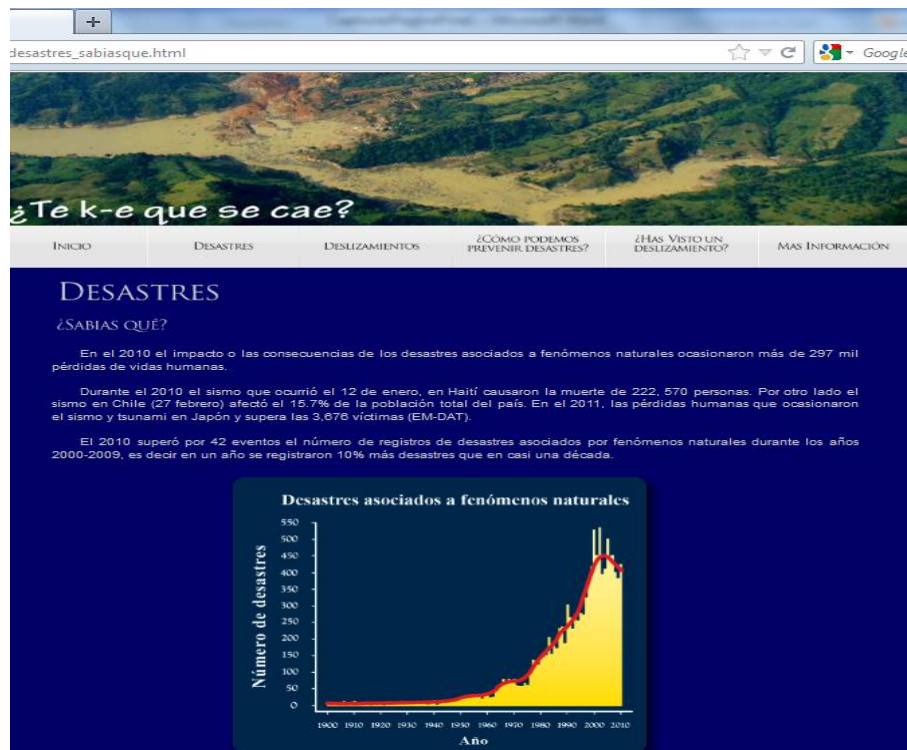 desastres_sabiasque.html
Google
¿Te k-e que se cae?
INICIO
DESASTRES
DESLIZAMIENTOS
¿CÓMO PODEMOS
PREVENIR DESASTRES?
¿HAS VISTO UN
DESLIZAMIENTO?
MAS INFORMACIÓN
DESASTRES
¿SABIAS QUÉ?
En el 2010 el impacto o las consecuencias de los desastres asociados a fenómenos naturales ocasionaron más de 297 mil
pérdidas de vidas humanas.
Durante el 2010 el sismo que ocurrió el 12 de enero, en Haití causaron la muerte de 222, 570 personas. Por otro lado el
sismo en Chile (27 febrero) afectó el 15.7% de la población total del país. En el 2011, las pérdidas humanas que ocasionaron
el sismo y tsunami en Japón y supera las 3,676 víctimas (EM-DAT).
El 2010 superó por 42 eventos el número de registros de desastres asociados por fenómenos naturales durante los años
2000-2009, es decir en un año se registraron 10% más desastres que en casi una década.
Desastres asociados a fenómenos naturales
Número de desastres
550
500
450
400
350
300
250
200
150
100
50
0
1900 1910 1920 1930 1940 1950 1960 1970 1980 1990 2000 2010
Año